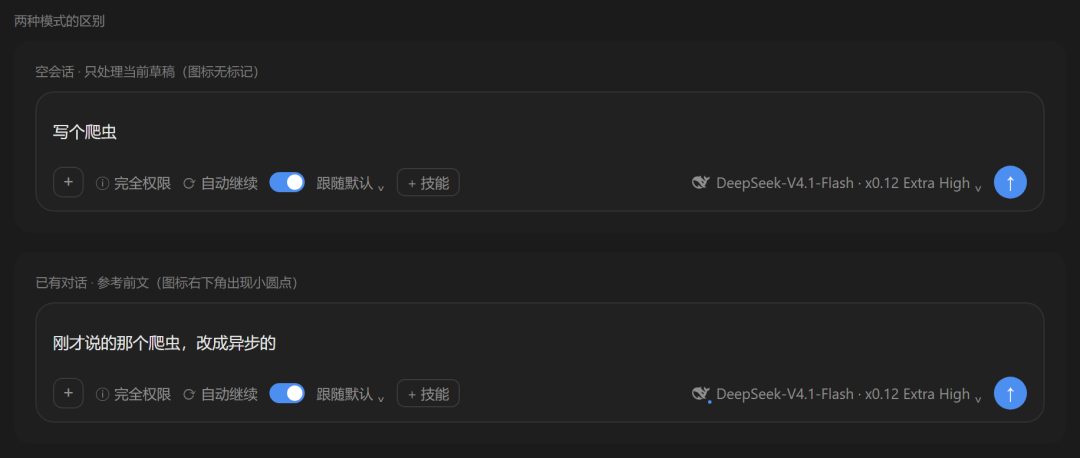 两种模式的区别
空会话 · 只处理当前草稿（图标无标记）
写个爬虫
+ ⓘ 完全权限 ⟳ 自动继续 跟随默认 ˅ + 技能 DeepSeek-V4.1-Flash · x0.12 Extra High ˅ ↑
已有对话 · 参考前文（图标右下角出现小圆点）
刚才说的那个爬虫，改成异步的
+ ⓘ 完全权限 ⟳ 自动继续 跟随默认 ˅ + 技能 DeepSeek-V4.1-Flash · x0.12 Extra High ˅ ↑